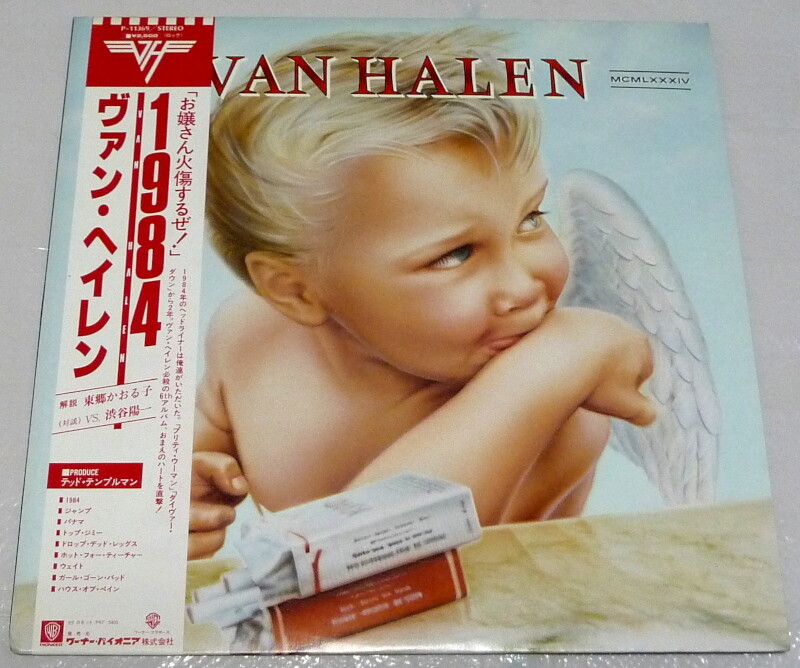 P-11369/STEREO
■¥2,500 (ロック)
VH
VAN HALEN
MCMLXXXIV
「お嬢さん火傷するぜ!」
1984
VAN HALEN
ヴァン・ヘイレン
1984年のヘッドライナーは俺達がいただいた。「プリティ・ウーマン」「ダイヴァー・
ダウン」から2年。ヴァン・ヘイレン必殺の6thアルバム、おまえのハートを直撃!
解説 東郷かおる子
(対談) VS. 渋谷陽一
■PRODUCE
テッド・テンプルマン
■1984
■ジャンプ
■パナマ
■トップ・ジミー
■ドロップ・デッド・レッグス
■ホット・フォー・ティーチャー
■ウェイト
■ガール・ゴーン・バッド
■ハウス・オブ・ペイン
発売元
ワーナー・パイオニア株式会社